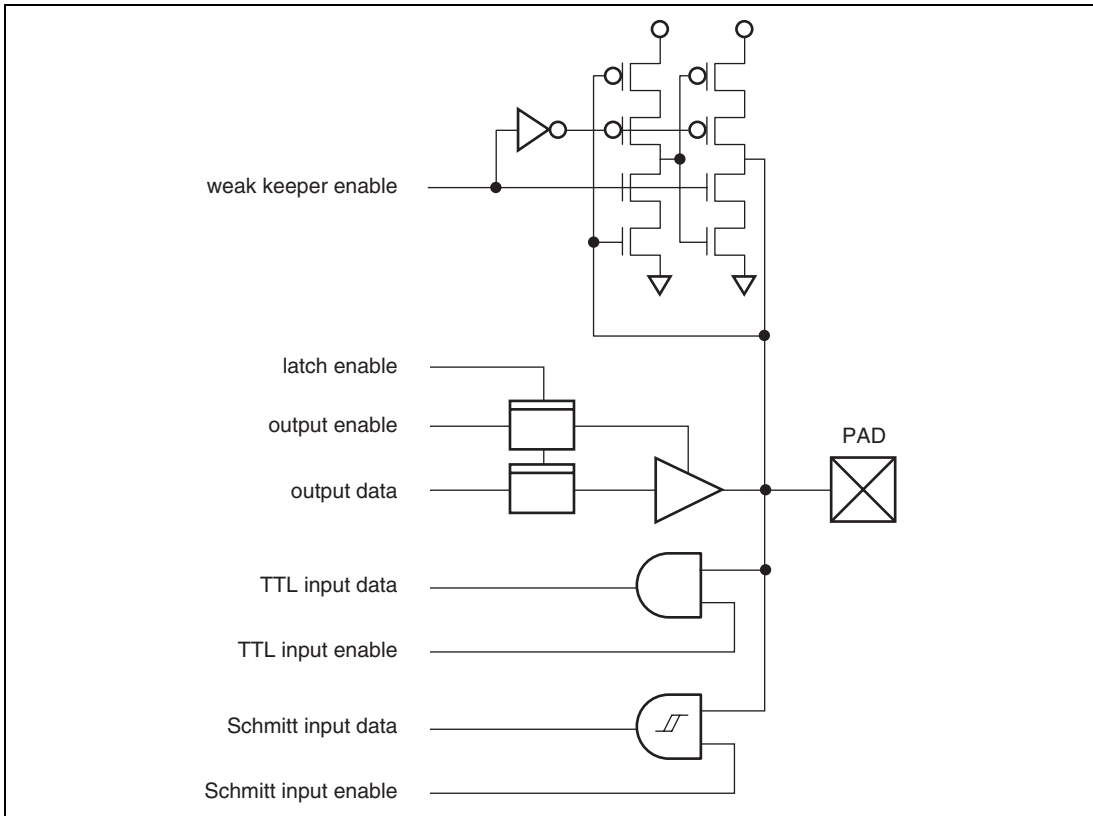 weak keeper enable
latch enable
output enable
PAD
output data
TTL input data
TTL input enable
Schmitt input data
Schmitt input enable